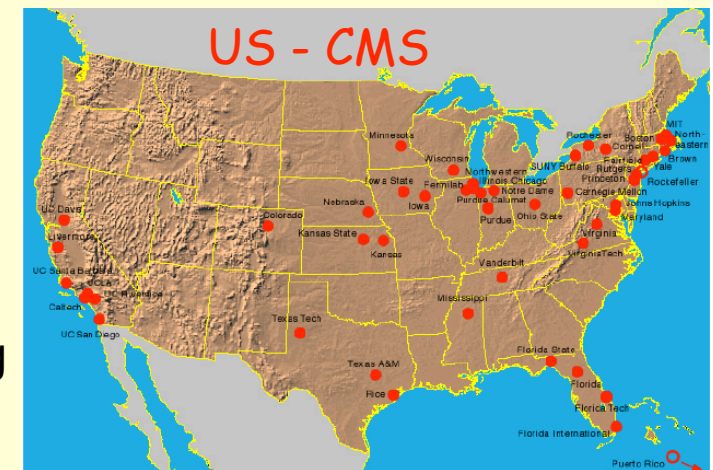 US - CMS
MIT
Rochester
Boston
North-
eastern
Cornell
Minnesota
SUNY Buffalo
Fairfield
Yale
Brown
Rutgers
Wisconsin
Northwestern
Princeton
Rockefeller
Iowa State
Fermilab
Illinois Chicago
Notre Dame
Carnegie Mellon
Nebraska
Iowa
Purdue Calumet
Johns Hopkins
UC Davis
Colorado
Purdue
Ohio State
Maryland
Kansas State
Virginia
Livermore
Kansas
VirginiaTech
UC Santa Barbara
Vanderbilt
UCLA
UC Riverside
Mississippi
Caltech
Texas Tech
UC San Diego
Florida State
Texas A&M
Florida
Rice
Florica Tech
Florida International
Puerto Rico
g